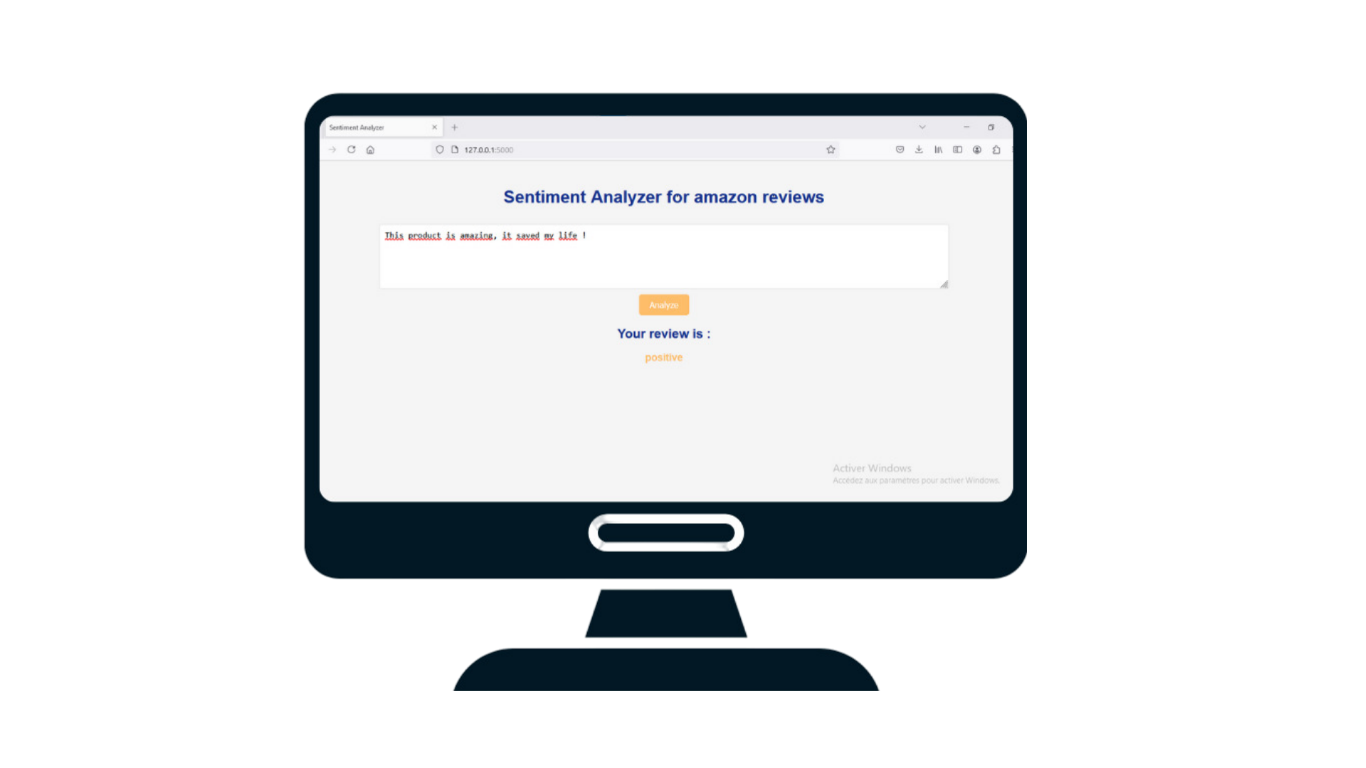 Sentiment Analyzer
127.0.0.1:5000
Sentiment Analyzer for amazon reviews
This product is amazing, it saved my life !
Analyze
Your review is :
positive
Activer Windows
Accédez aux paramètres pour activer Windows.